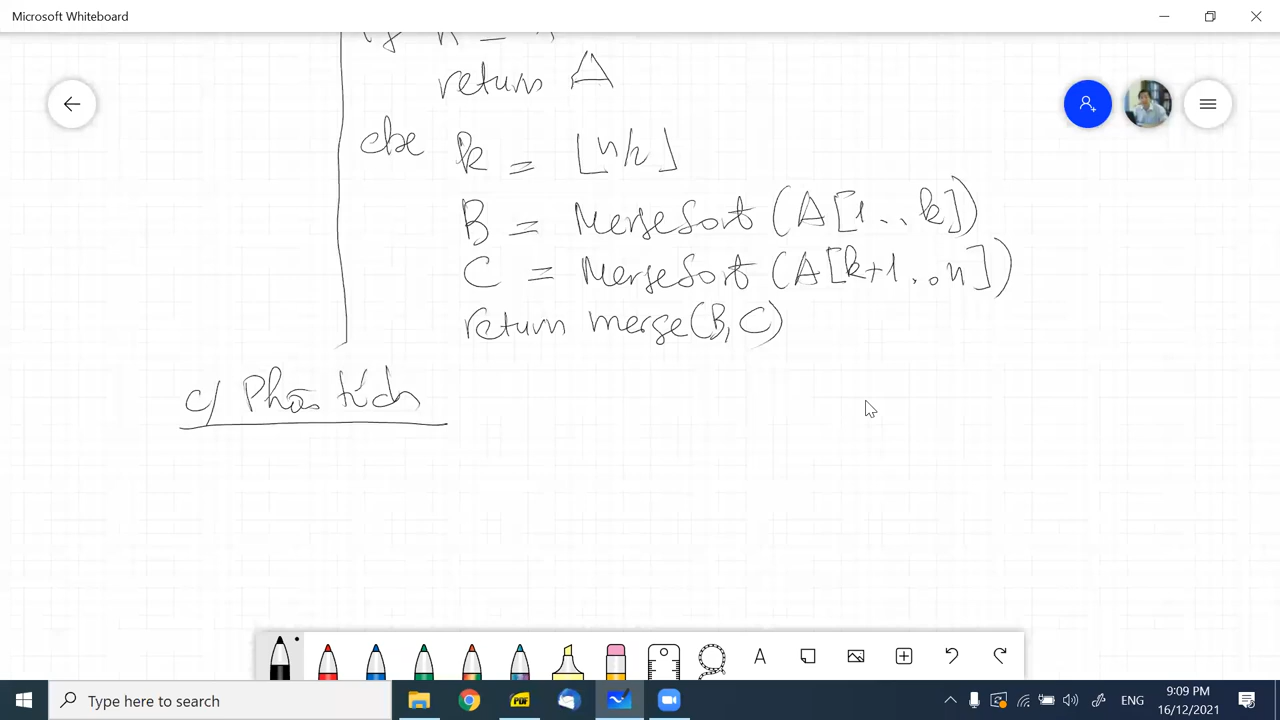 Microsoft Whiteboard
return A
else k = ⌊n/2⌋
B = MergeSort (A[1..k])
C = MergeSort (A[k+1..n])
return merge(B, C)
c/ Phân tích
Type here to search
PDF
ENG
9:09 PM
16/12/2021